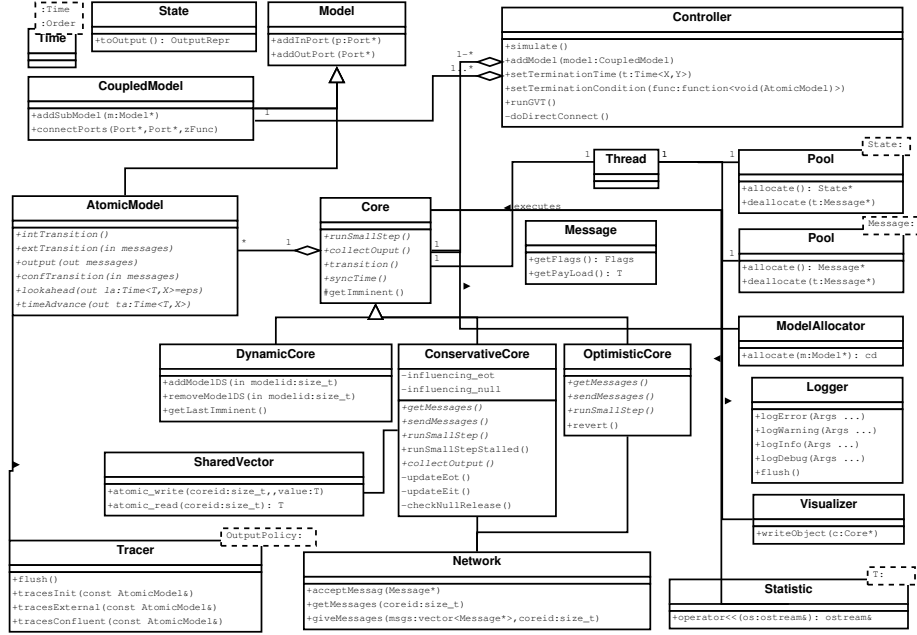 :Time
:Order
Time
State
+toOutput(): OutputRepr
Model
+addInPort(p:Port*)
+addOutPort(Port*)
Controller
+simulate()
+addModel(model:CoupledModel)
+setTerminationTime(t:Time<X,Y>)
+setTerminationCondition(func:function<void(AtomicModel)>)
+runGVT()
-doDirectConnect()
1-*
1..*
CoupledModel
+addSubModel(m:Model*)
+connectPorts(Port*,Port*,zFunc)
1
AtomicModel
+intTransition()
+extTransition(in messages)
+output(out messages)
+confTransition(in messages)
+lookahead(out la:Time<T,X>=eps)
+timeAdvance(out ta:Time<T,X>)
*
1
Core
+runSmallStep()
+collectOuput()
+transition()
+syncTime()
#getImminent()
1
1
1
Thread
1
executes
Message
+getFlags(): Flags
+getPayLoad(): T
State:
1
Pool
+allocate(): State*
+deallocate(t:Message*)
Message:
1
Pool
+allocate(): Message*
+deallocate(t:Message*)
ModelAllocator
+allocate(m:Model*): cd
DynamicCore
+addModelDS(in modelid:size_t)
+removeModelDS(in modelid:size_t)
+getLastImminent()
ConservativeCore
-influencing_eot
-influencing_null
+getMessages()
+sendMessages()
+runSmallStep()
+runSmallStepStalled()
+collectOutput()
-updateEot()
-updateEit()
-checkNullRelease()
OptimisticCore
+getMessages()
+sendMessages()
+runSmallStep()
+revert()
Logger
+logError(Args ...)
+logWarning(Args ...)
+logInfo(Args ...)
+logDebug(Args ...)
+flush()
SharedVector
+atomic_write(coreid:size_t,,value:T)
+atomic_read(coreid:size_t): T
Visualizer
+writeObject(c:Core*)
OutputPolicy:
Tracer
+flush()
+tracesInit(const AtomicModel&)
+tracesExternal(const AtomicModel&)
+tracesConfluent(const AtomicModel&)
Network
+acceptMessag(Message*)
+getMessages(coreid:size_t)
+giveMessages(msgs:vector<Message*>,coreid:size_t)
T:
Statistic
+operator<<(os:ostream&): ostream&